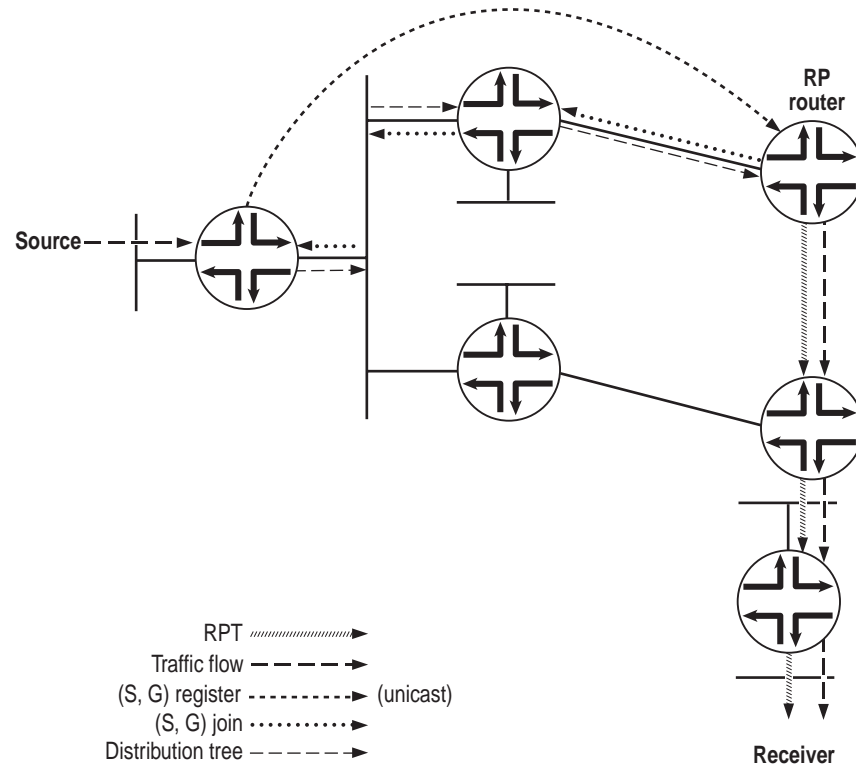 RP
router
Source
RPT
Traffic flow
(S, G) register
(unicast)
(S, G) join
Distribution tree
Receiver